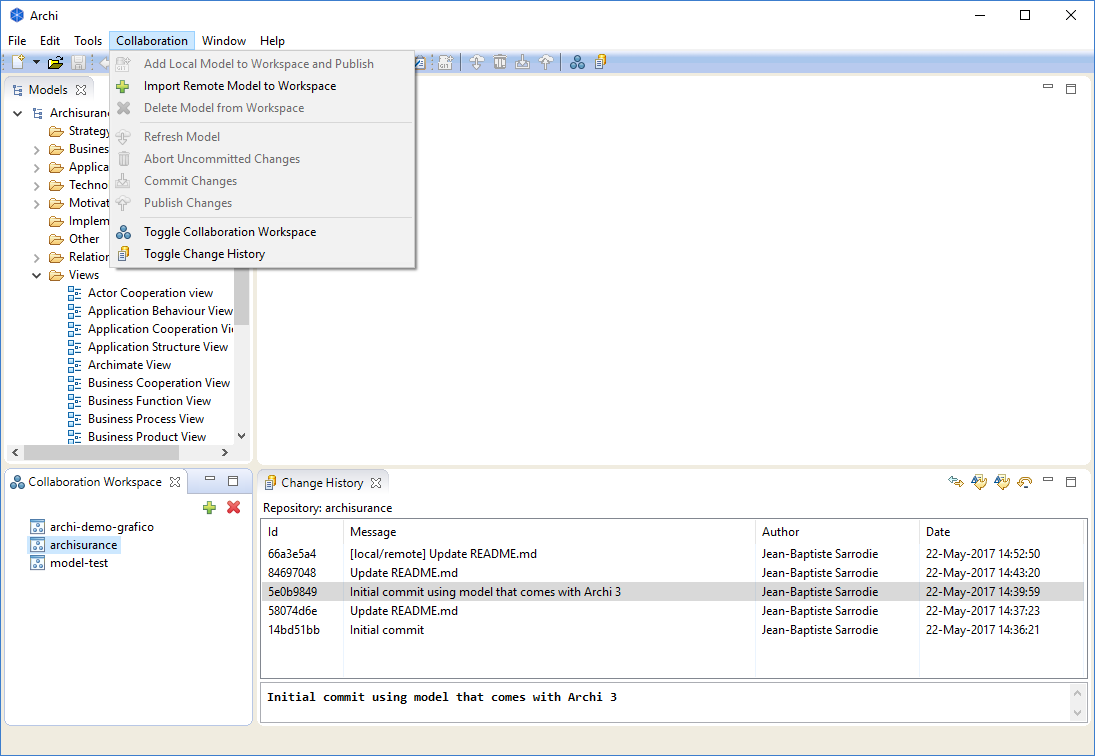 Archi
File Edit Tools Collaboration Window Help
Add Local Model to Workspace and Publish
Import Remote Model to Workspace
Delete Model from Workspace
Refresh Model
Abort Uncommitted Changes
Commit Changes
Publish Changes
Toggle Collaboration Workspace
Toggle Change History
Models
Archisuran
Strategy
Busines
Applica
Techno
Motivat
Implem
Other
Relation
Views
Actor Cooperation view
Application Behaviour View
Application Cooperation Vi
Application Structure View
Archimate View
Business Cooperation View
Business Function View
Business Process View
Business Product View
Collaboration Workspace
archi-demo-grafico
archisurance
model-test
Change History
Repository: archisurance
Id Message Author Date
66a3e5a4 [local/remote] Update README.md Jean-Baptiste Sarrodie 22-May-2017 14:52:50
84697048 Update README.md Jean-Baptiste Sarrodie 22-May-2017 14:43:20
5e0b9849 Initial commit using model that comes with Archi 3 Jean-Baptiste Sarrodie 22-May-2017 14:39:59
58074d6e Update README.md Jean-Baptiste Sarrodie 22-May-2017 14:37:23
14bd51bb Initial commit Jean-Baptiste Sarrodie 22-May-2017 14:36:21
Initial commit using model that comes with Archi 3